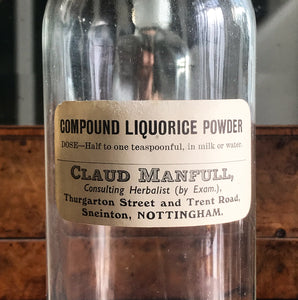 COMPOUND LIQUORICE POWDER
DOSE—Half to one teaspoonful, in milk or water.
CLAUD MANFULL,
Consulting Herbalist (by Exam.),
Thurgarton Street and Trent Road,
Sneinton, NOTTINGHAM.